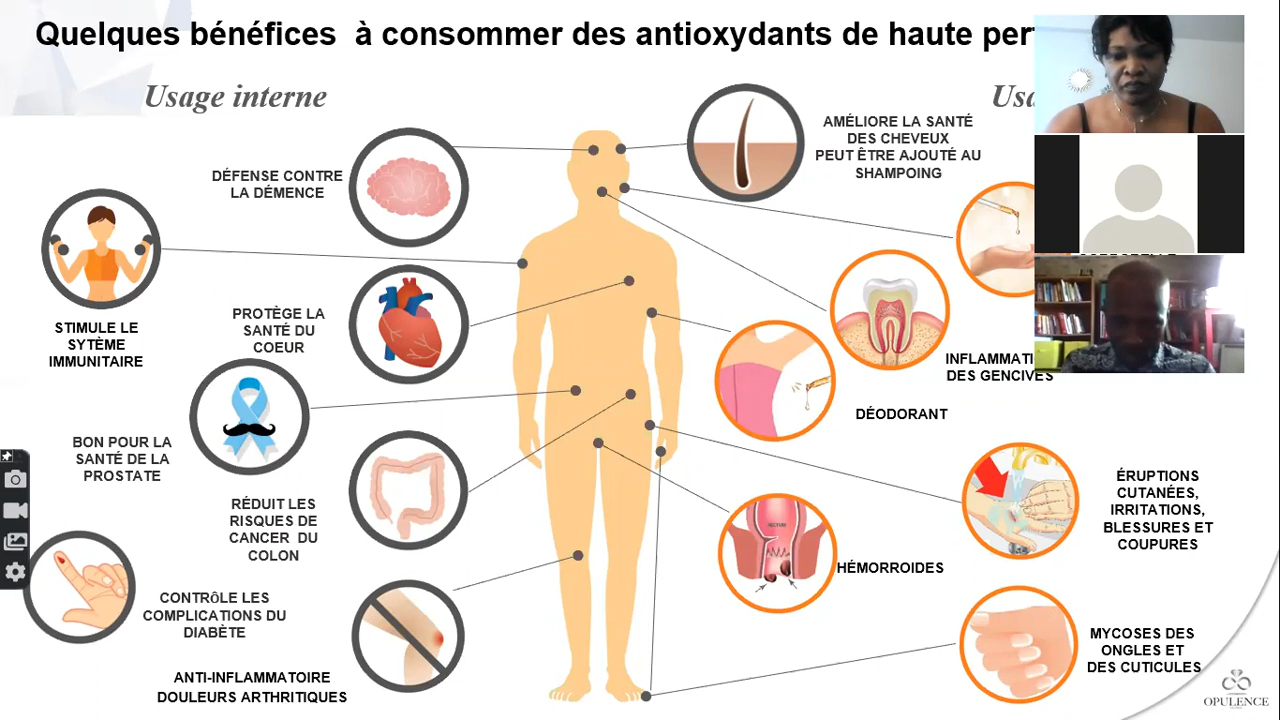 Quelques bénéfices à consommer des antioxydants de haute
Usage interne
AMÉLIORE LA SANTÉ
DES CHEVEUX
PEUT ÊTRE AJOUTÉ AU
SHAMPOING
DÉFENSE CONTRE
LA DÉMENCE
STIMULE LE
SYTÈME
IMMUNITAIRE
PROTÈGE LA
SANTÉ DU
COEUR
INFLAMMATI
DES GENCIVES
DÉODORANT
BON POUR LA
SANTÉ DE LA
PROSTATE
RÉDUIT LES
RISQUES DE
CANCER DU
COLON
ÉRUPTIONS
CUTANÉES,
IRRITATIONS,
BLESSURES ET
COUPURES
RECTUM
HÉMORROIDES
CONTRôLE LES
COMPLICATIONS DU
DIABÈTE
ANTI-INFLAMMATOIRE
DOULEURS ARTHRITIQUES
MYCOSES DES
ONGLES ET
DES CUTICULES
OPULENCE